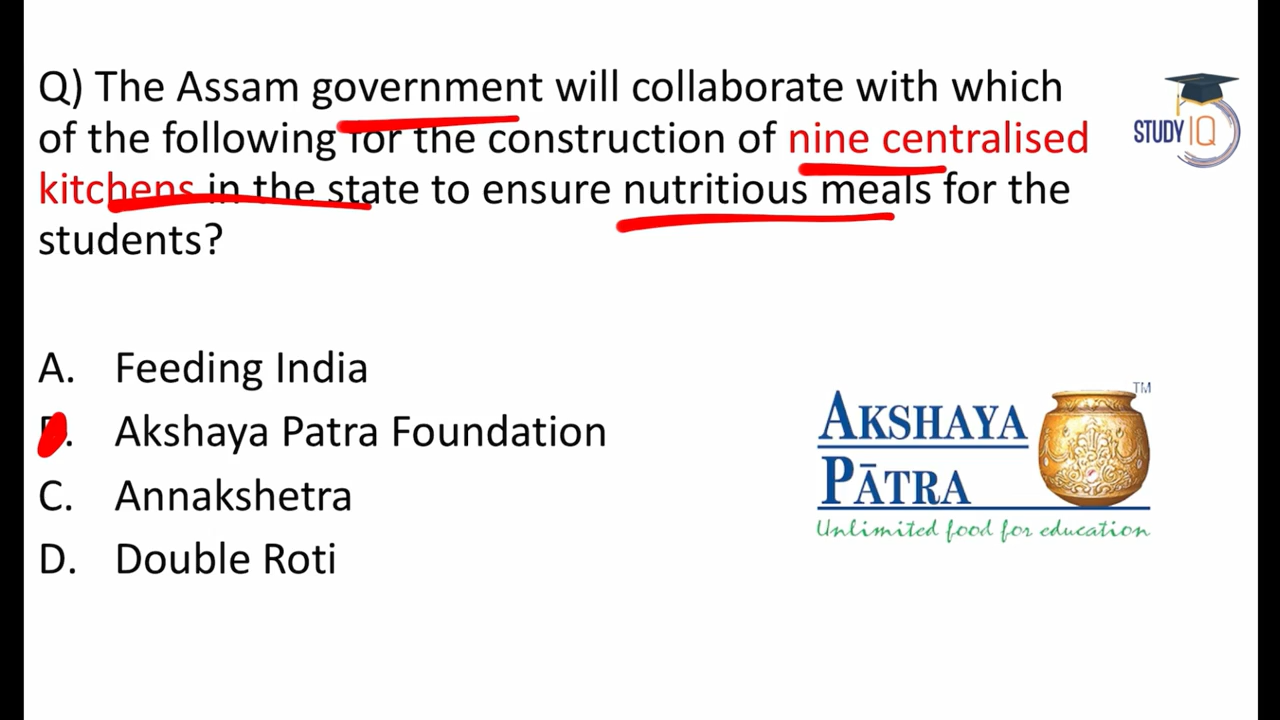 Q) The Assam government will collaborate with which
of the following for the construction of nine centralised
kitchens in the state to ensure nutritious meals for the
students?
STUDY IQ
A. Feeding India
B. Akshaya Patra Foundation
C. Annakshetra
D. Double Roti
AKSHAYA
PĀTRA
TM
Unlimited food for education